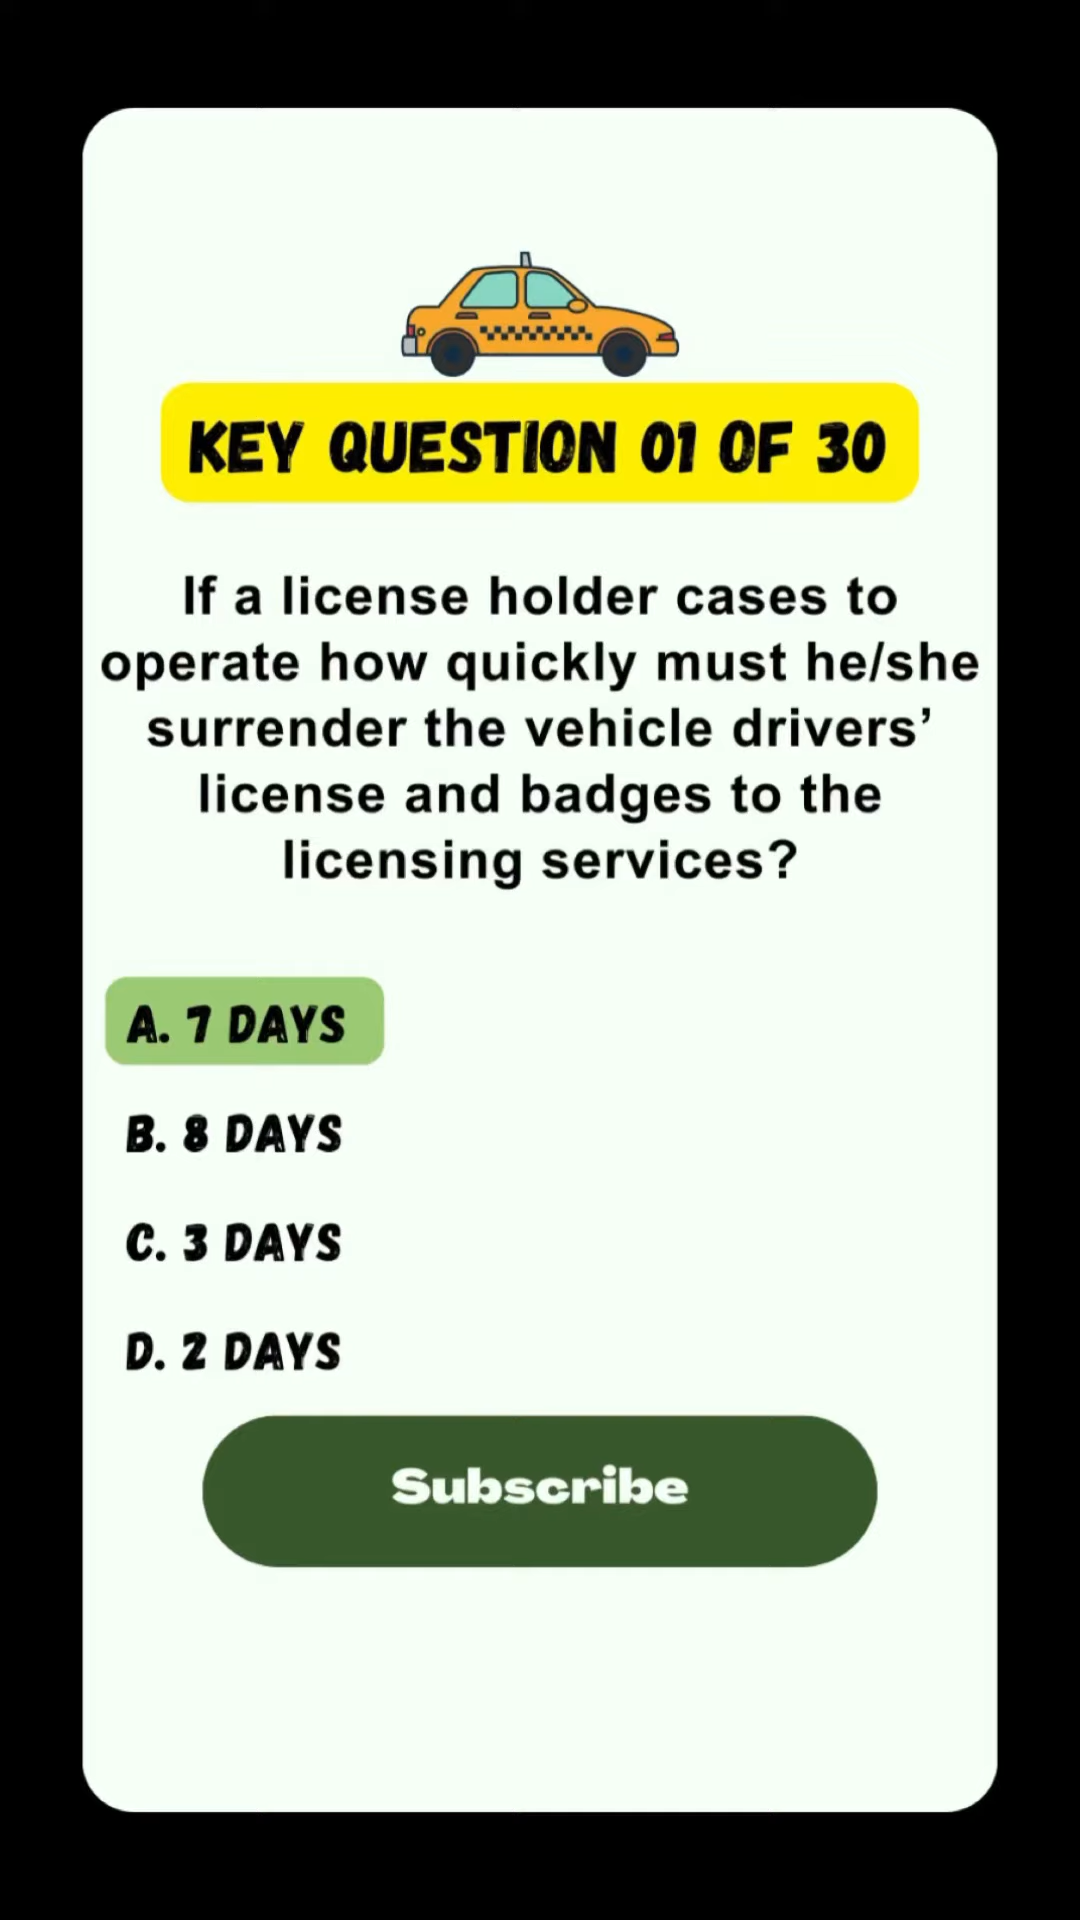 KEY QUESTION 01 OF 30
If a license holder cases to
operate how quickly must he/she
surrender the vehicle drivers’
license and badges to the
licensing services?
A. 7 DAYS
B. 8 DAYS
C. 3 DAYS
D. 2 DAYS
Subscribe